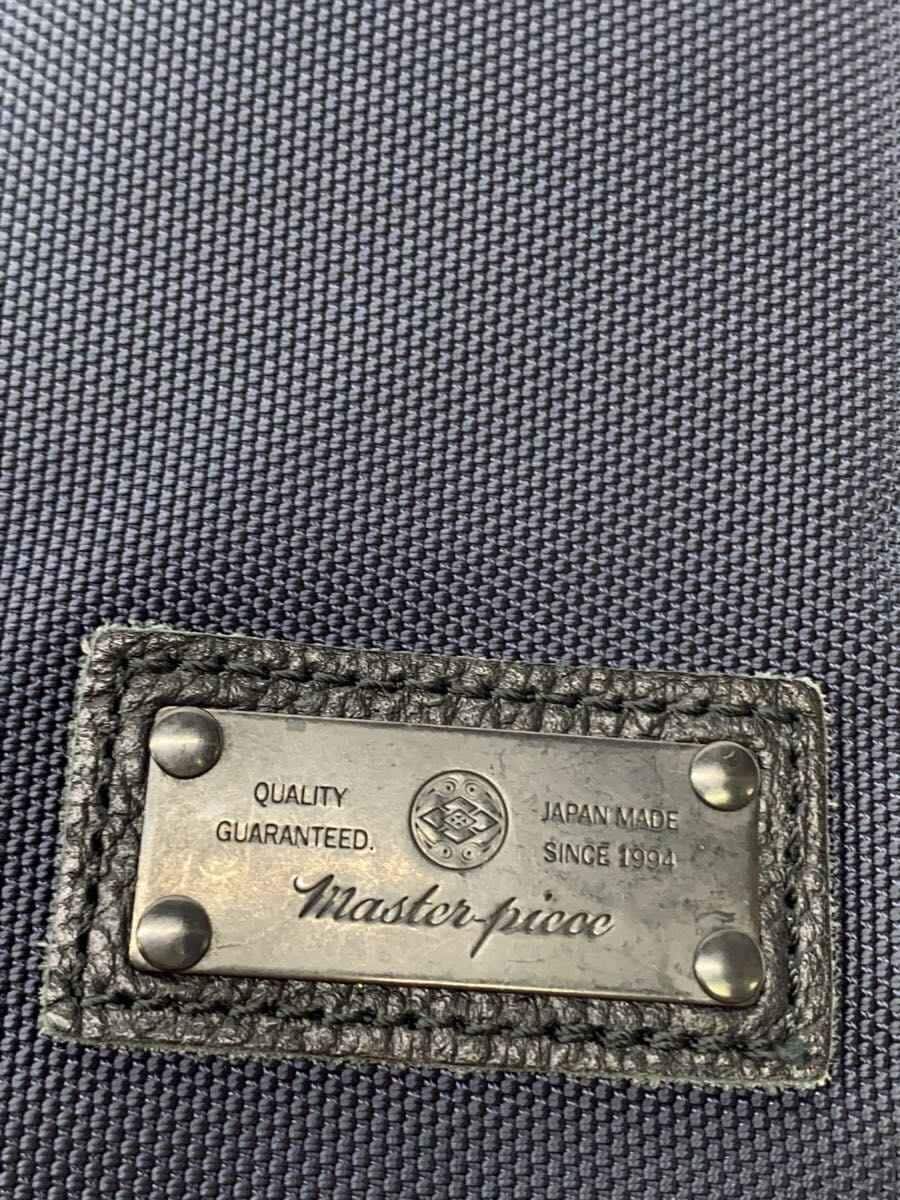 QUALITY
GUARANTEED.
JAPAN MADE
SINCE 1994
Master-piece